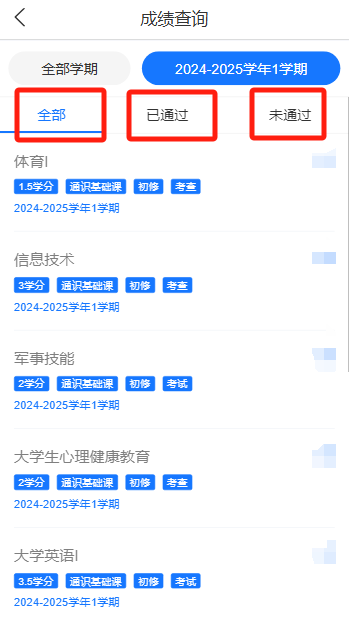 成绩查询
全部学期 2024-2025学年1学期
全部 已通过 未通过
体育I
1.5学分 通识基础课 初修 考查
2024-2025学年1学期
信息技术
3学分 通识基础课 初修 考查
2024-2025学年1学期
军事技能
2学分 通识基础课 初修 考试
2024-2025学年1学期
大学生心理健康教育
2学分 通识基础课 初修 考查
2024-2025学年1学期
大学英语I
3.5学分 通识基础课 初修 考试
2024-2025学年1学期